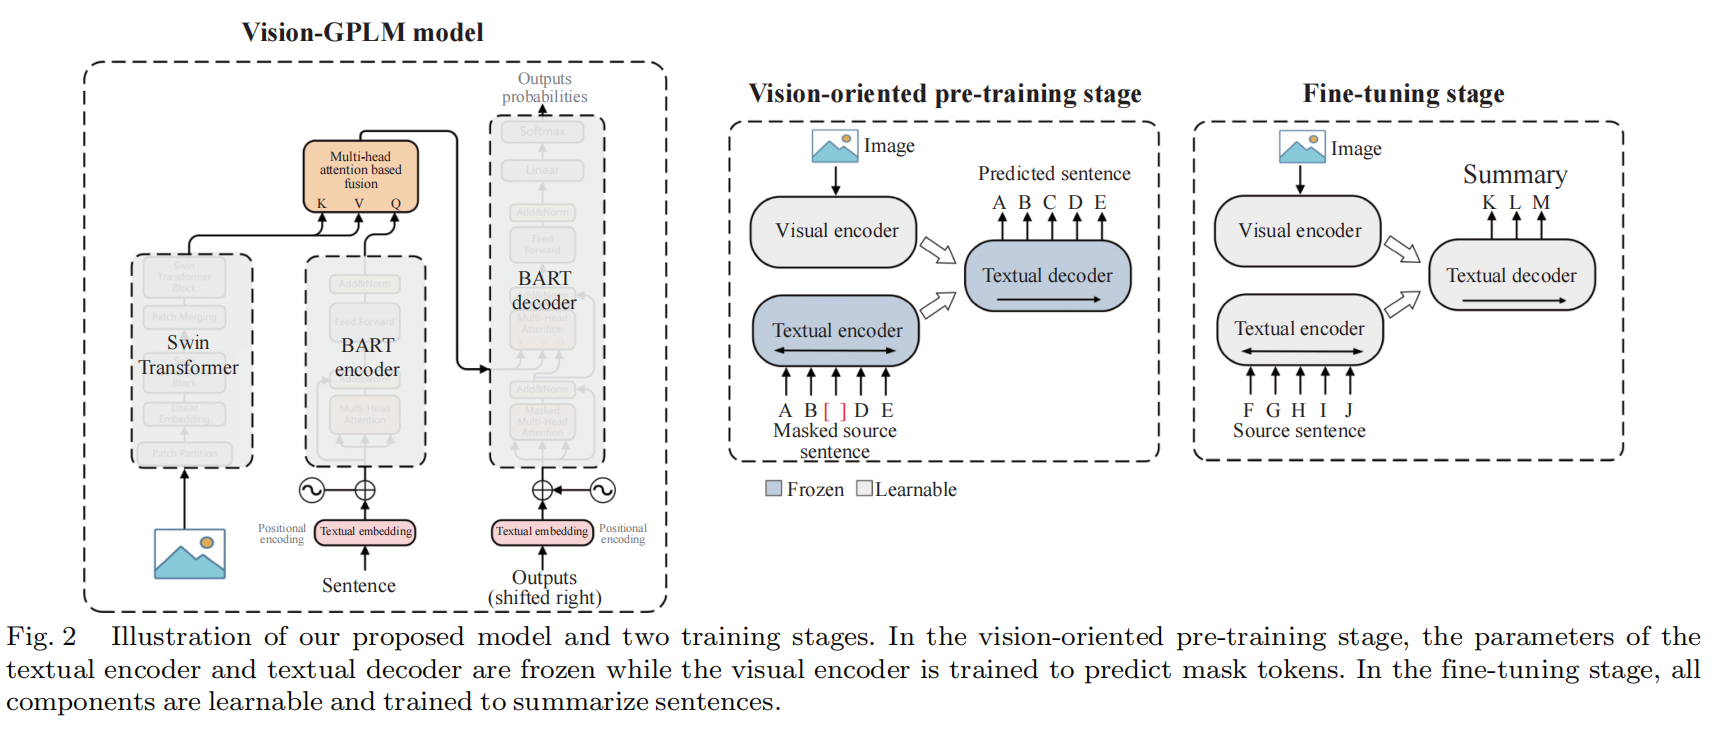 Vision-GPLM model
Outputs
probabilities
Softmax
Linear
Add&Norm
Feed
Forward
BART
decoder
Multi-Head
Attention
Add&Norm
Masked
Multi-Head
Attention
Multi-head
attention based
fusion
K V Q
Swin
Transformer
Block
Patch Merging
Swin
Transformer
Block
Linear
Embedding
Patch Partition
Add&Norm
Feed Forward
BART
encoder
Add&Norm
Multi-Head
Attention
Positional
encoding
Textual embedding
Sentence
Textual embedding
Positional
encoding
Outputs
(shifted right)
Vision-oriented pre-training stage
Image
Visual encoder
Predicted sentence
A B C D E
Textual decoder
Textual encoder
A B [ ] D E
Masked source
sentence
Frozen Learnable
Fine-tuning stage
Image
Visual encoder
Summary
K L M
Textual decoder
Textual encoder
F G H I J
Source sentence
Fig. 2 Illustration of our proposed model and two training stages. In the vision-oriented pre-training stage, the parameters of the
textual encoder and textual decoder are frozen while the visual encoder is trained to predict mask tokens. In the fine-tuning stage, all
components are learnable and trained to summarize sentences.